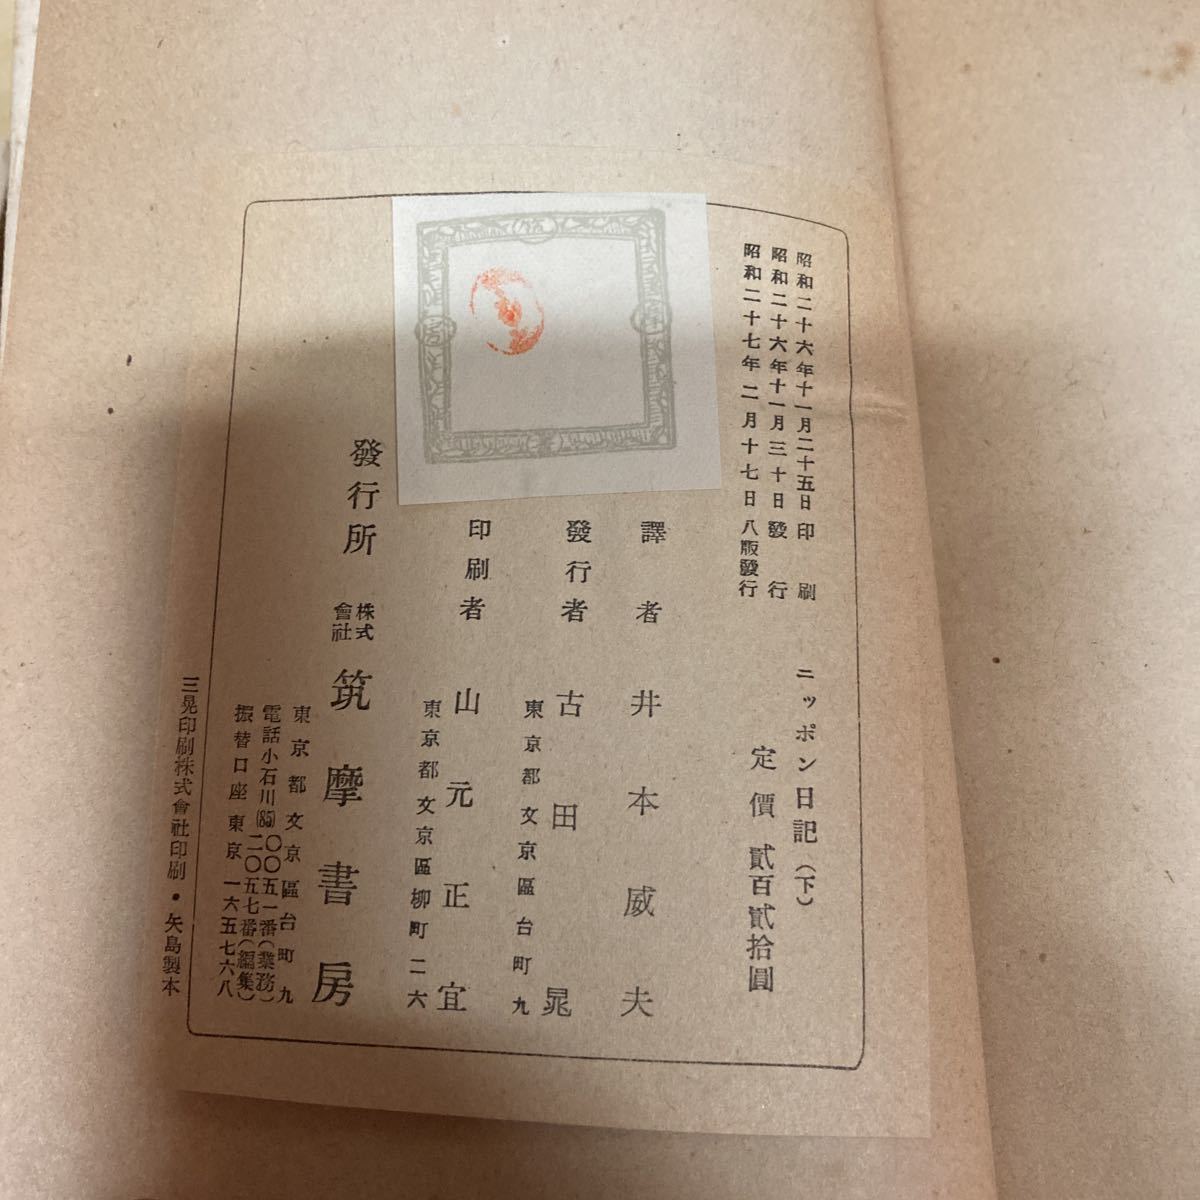 昭和二十六年十一月二十五日印刷
昭和二十六年十一月三十日發行
昭和二十七年二月十七日八版發行
ニッポン日記（下）
定價貳百貳拾圓
譯者 井本威夫
發行者 古田晁
東京都文京區台町九
印刷者 山元正宜
東京都文京區柳町二六
發行所 株式會社 筑摩書房
東京都文京區台町九
電話小石川(85)〇〇五一番(業務)
二〇五七番(編集)
振替口座東京一六五七六八
三晃印刷株式會社印刷・矢島製本